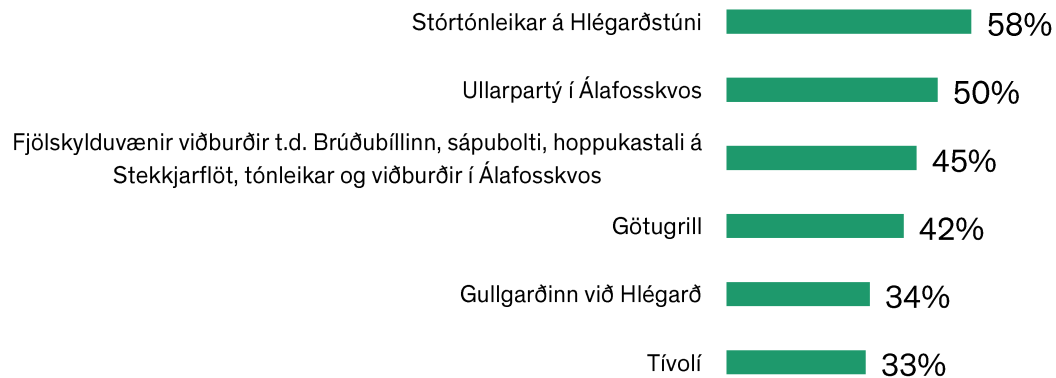 Stórtónleikar á Hlégarðstúni 58%
Ullarpartý í Álafosskvos 50%
Fjölskylduvænir viðburðir t.d. Brúðubíllinn, sápubolti, hoppukastali á
Stekkjarflöt, tónleikar og viðburðir í Álafosskvos 45%
Götugrill 42%
Gullgarðinn við Hlégarð 34%
Tívolí 33%